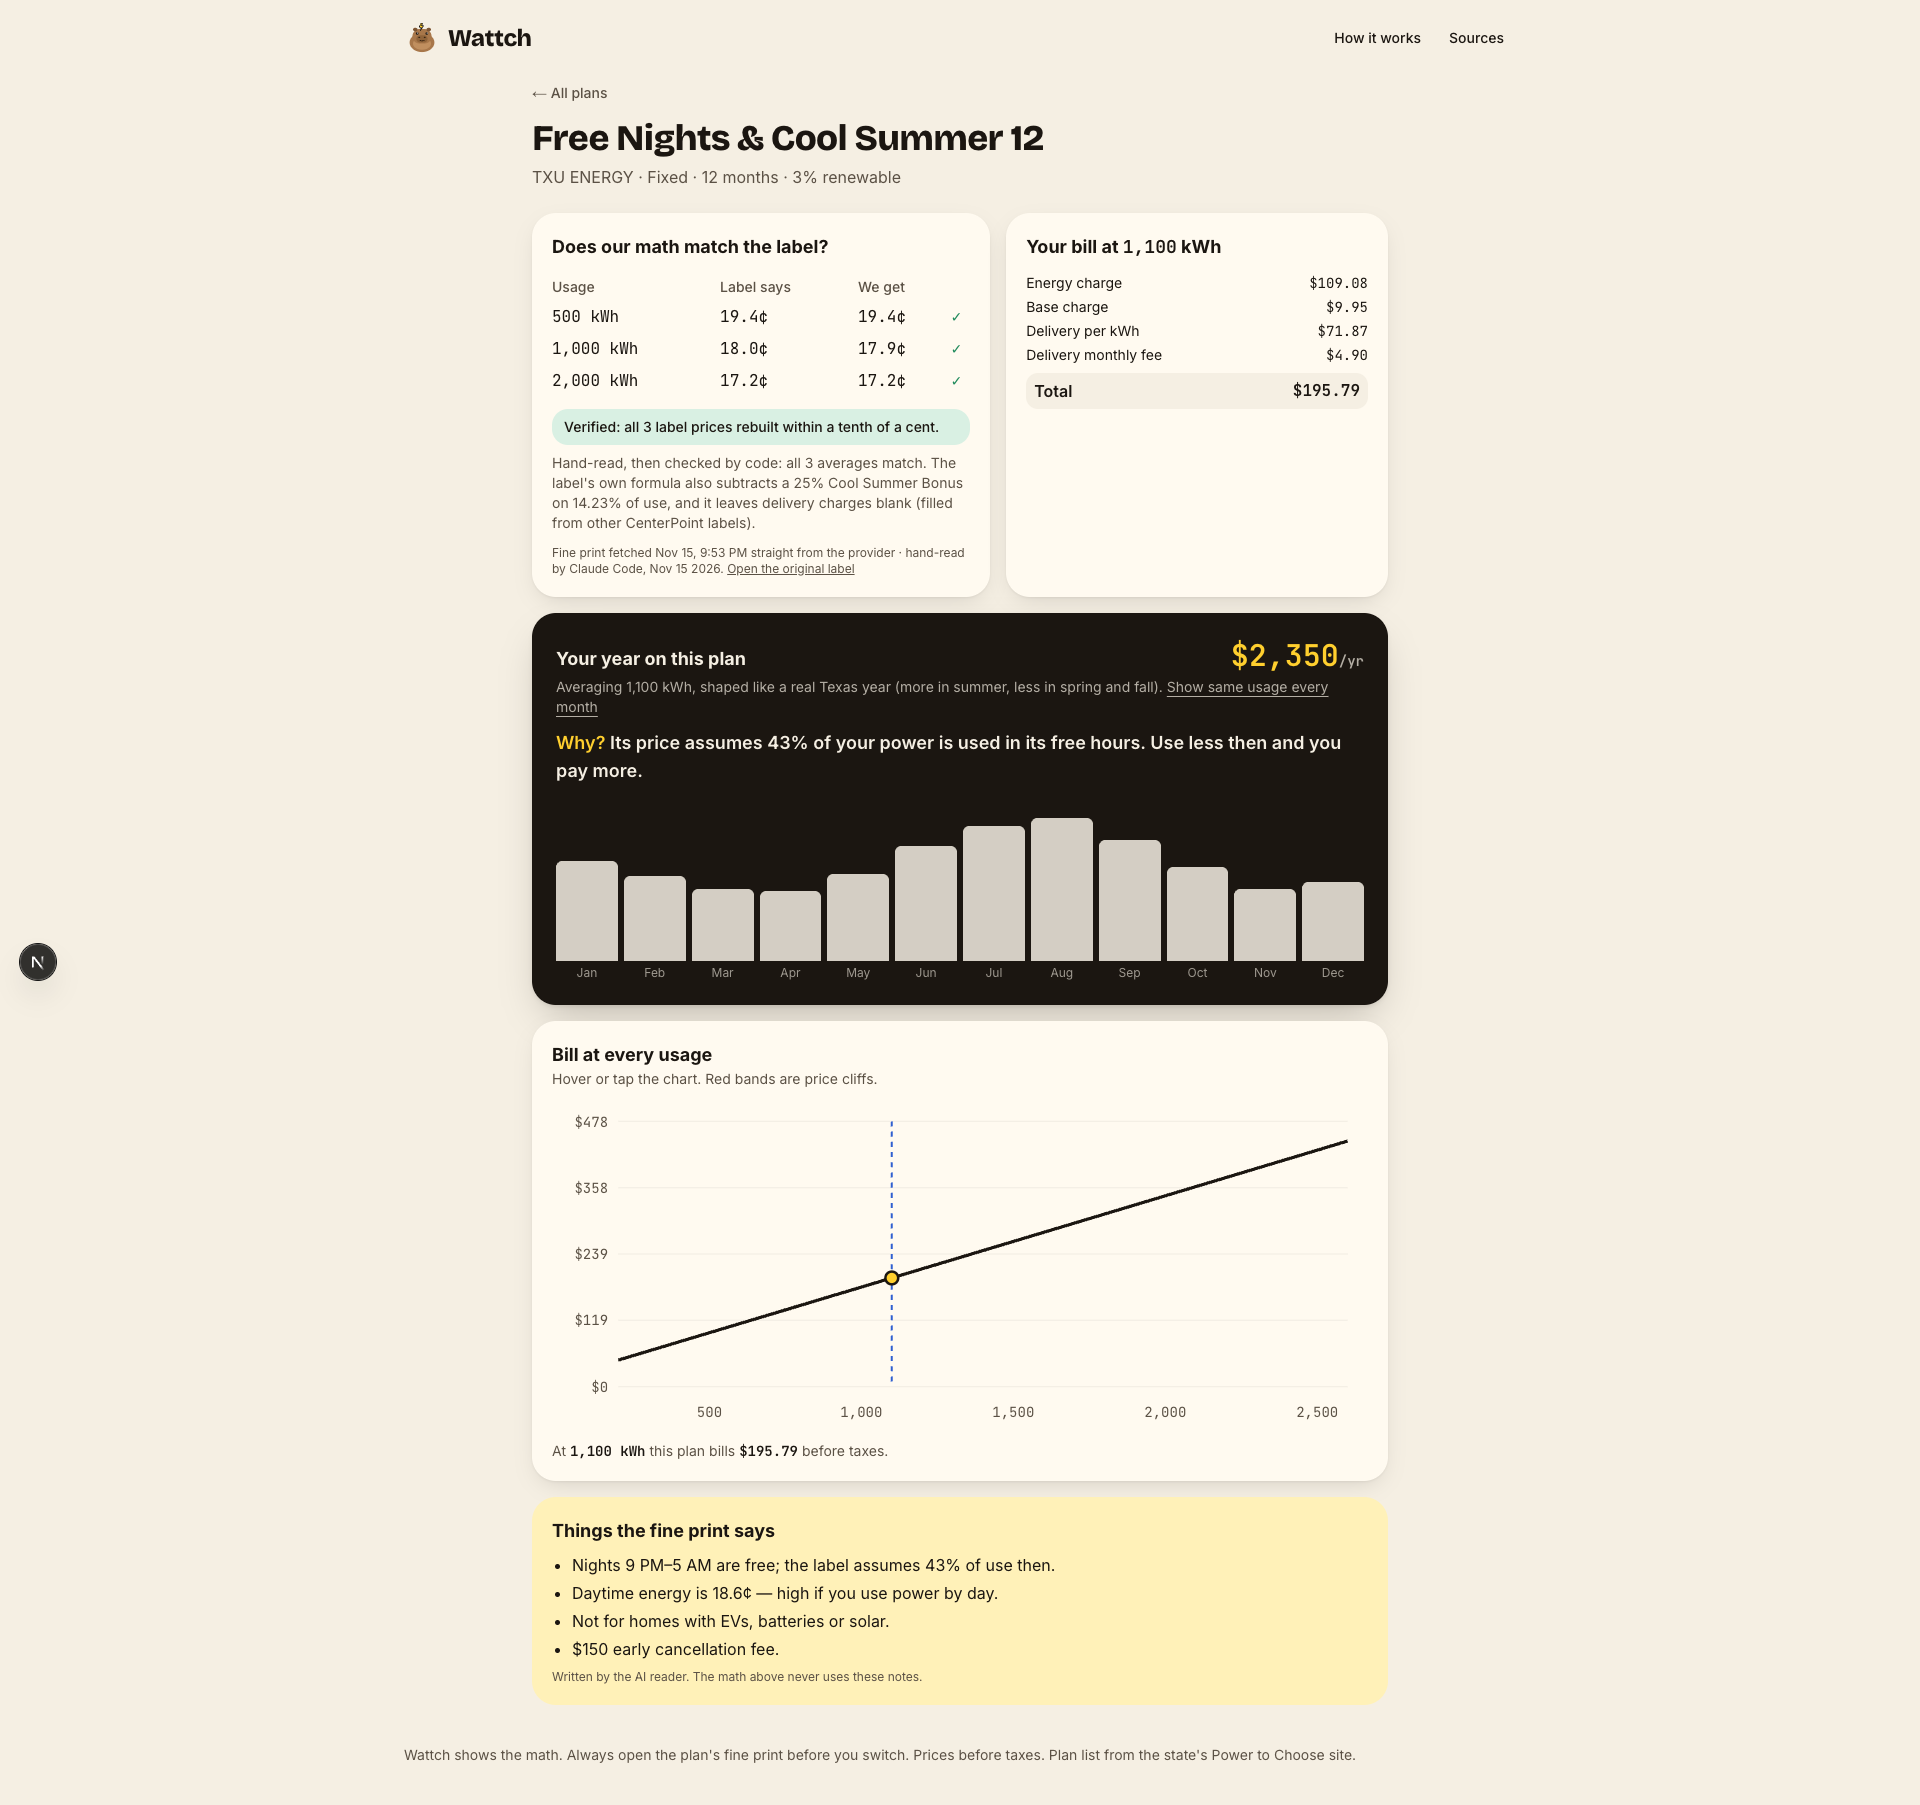 Wattch
How it works
Sources
← All plans
Free Nights & Cool Summer 12
TXU ENERGY · Fixed · 12 months · 3% renewable
Does our math match the label?
Usage Label says We get
500 kWh 19.4¢ 19.4¢ ✓
1,000 kWh 18.0¢ 17.9¢ ✓
2,000 kWh 17.2¢ 17.2¢ ✓
Verified: all 3 label prices rebuilt within a tenth of a cent.
Hand-read, then checked by code: all 3 averages match. The
label's own formula also subtracts a 25% Cool Summer Bonus
on 14.23% of use, and it leaves delivery charges blank (filled
from other CenterPoint labels).
Fine print fetched Nov 15, 9:53 PM straight from the provider · hand-read
by Claude Code, Nov 15 2026. Open the original label
Your bill at 1,100 kWh
Energy charge $109.08
Base charge $9.95
Delivery per kWh $71.87
Delivery monthly fee $4.90
Total $195.79
Your year on this plan $2,350/yr
Averaging 1,100 kWh, shaped like a real Texas year (more in summer, less in spring and fall). Show same usage every
month
Why? Its price assumes 43% of your power is used in its free hours. Use less then and you
pay more.
Jan Feb Mar Apr May Jun Jul Aug Sep Oct Nov Dec
N
Bill at every usage
Hover or tap the chart. Red bands are price cliffs.
$478
$358
$239
$119
$0
500 1,000 1,500 2,000 2,500
At 1,100 kWh this plan bills $195.79 before taxes.
Things the fine print says
• Nights 9 PM–5 AM are free; the label assumes 43% of use then.
• Daytime energy is 18.6¢ — high if you use power by day.
• Not for homes with EVs, batteries or solar.
• $150 early cancellation fee.
Written by the AI reader. The math above never uses these notes.
Wattch shows the math. Always open the plan's fine print before you switch. Prices before taxes. Plan list from the state's Power to Choose site.